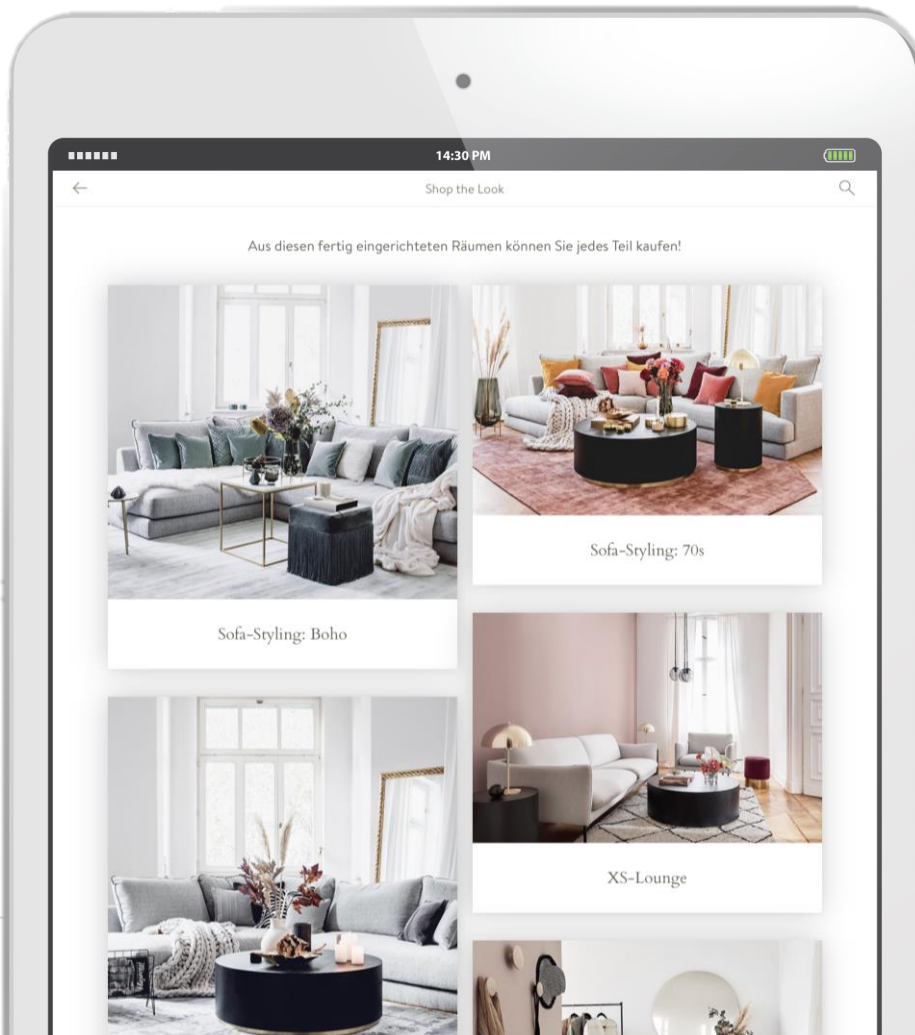 14:30 PM
Shop the Look
Aus diesen fertig eingerichteten Räumen können Sie jedes Teil kaufen!
Sofa-Styling: Boho
Sofa-Styling: 70s
XS-Lounge